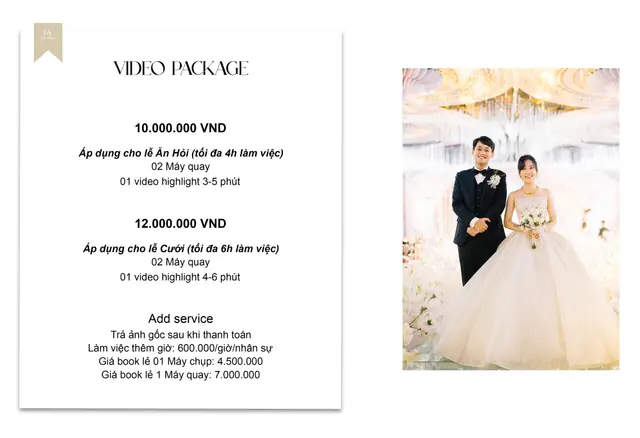 VIDEO PACKAGE
10.000.000 VND
Áp dụng cho lễ Ăn Hỏi (tối đa 4h làm việc)
02 Máy quay
01 video highlight 3-5 phút
12.000.000 VND
Áp dụng cho lễ Cưới (tối đa 6h làm việc)
02 Máy quay
01 video highlight 4-6 phút
Add service
Trả ảnh gốc sau khi thanh toán
Làm việc thêm giờ: 600.000/giờ/nhân sự
Giá book lẻ 01 Máy chụp: 4.500.000
Giá book lẻ 1 Máy quay: 7.000.000